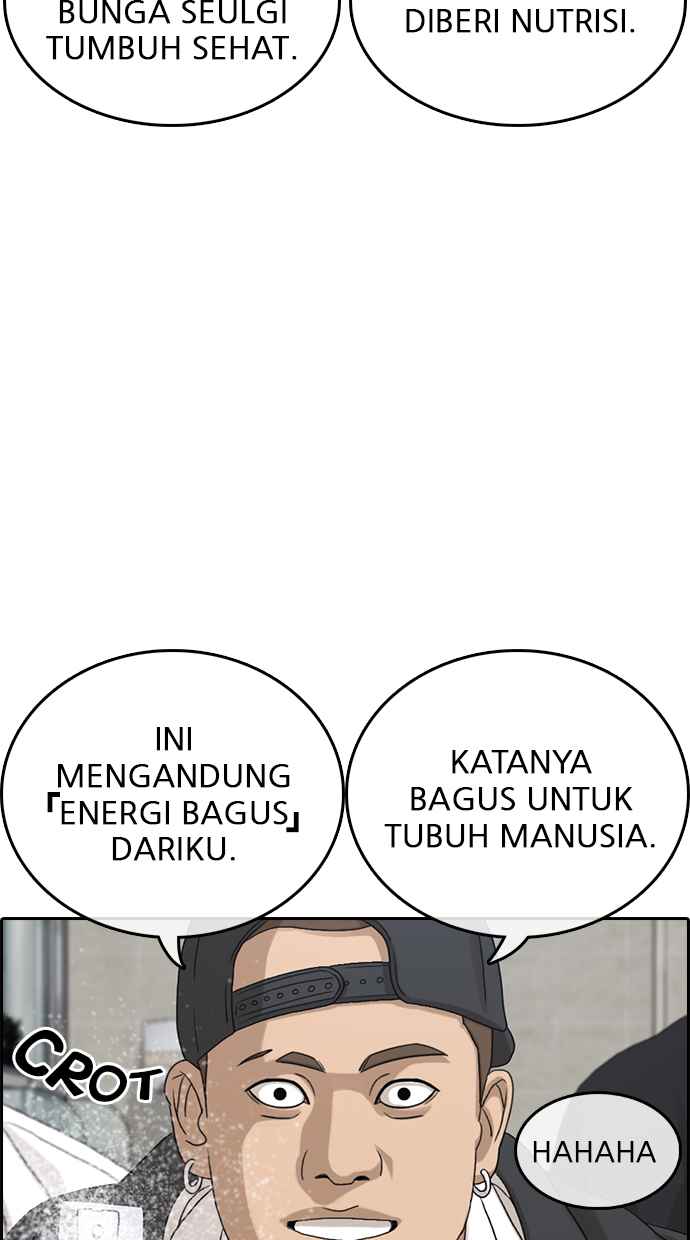 BUNGA SEULGI
TUMBUH SEHAT.
DIBERI NUTRISI.
INI
MENGANDUNG
「ENERGI BAGUS」
DARIKU.
KATANYA
BAGUS UNTUK
TUBUH MANUSIA.
CROT
HAHAHA